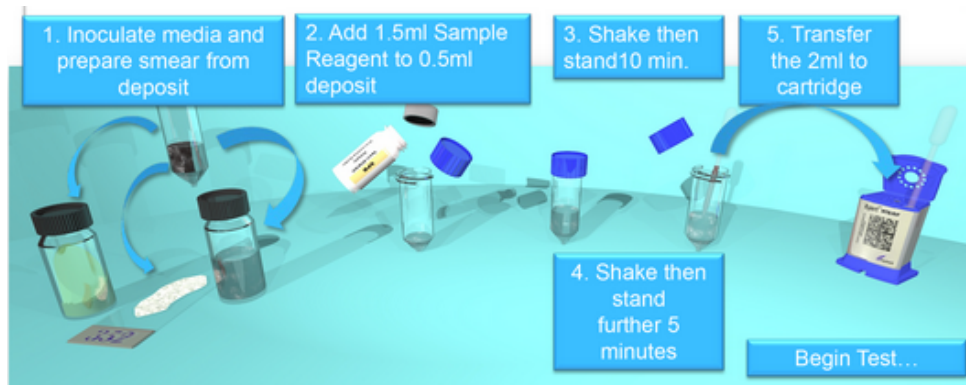 1. Inoculate media and
prepare smear from
deposit
2. Add 1.5ml Sample
Reagent to 0.5ml
deposit
3. Shake then
stand10 min.
4. Shake then
stand
further 5
minutes
5. Transfer
the 2ml to
cartridge
Begin Test…